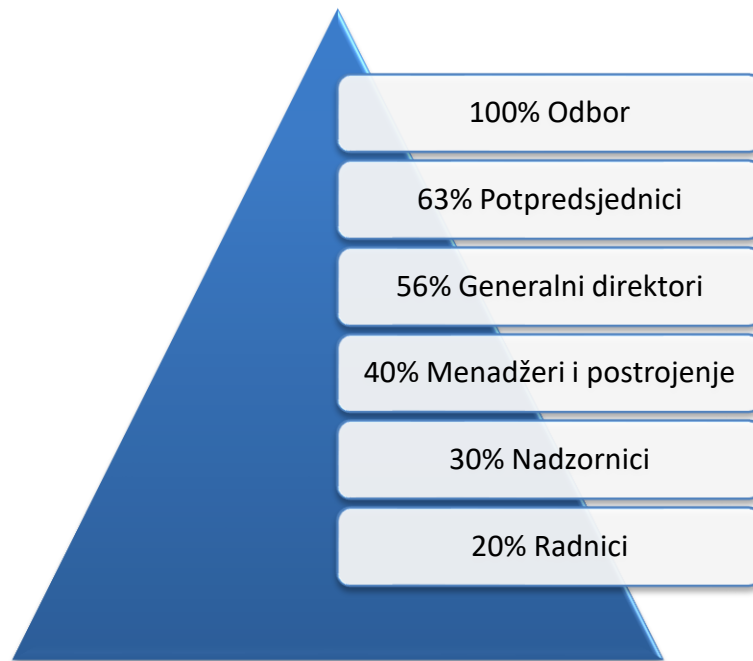 100% Odbor
63% Potpredsjednici
56% Generalni direktori
40% Menadžeri i postrojenje
30% Nadzornici
20% Radnici